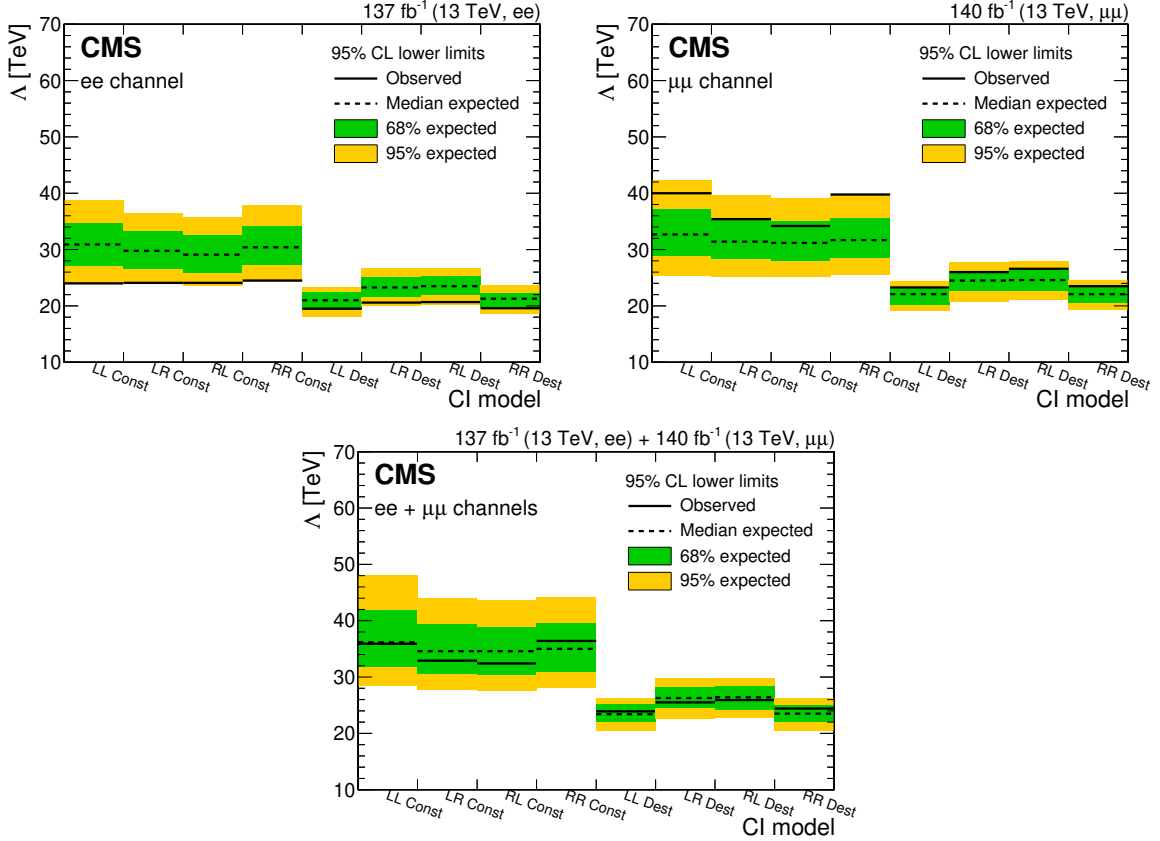 137 fb⁻¹ (13 TeV, ee)
Λ [TeV]
70
60
50
40
30
20
10
CMS
ee channel
95% CL lower limits
Observed
Median expected
68% expected
95% expected
LL Const
LR Const
RL Const
RR Const
LL Dest
LR Dest
RL Dest
RR Dest
CI model
140 fb⁻¹ (13 TeV, μμ)
Λ [TeV]
70
60
50
40
30
20
10
CMS
μμ channel
95% CL lower limits
Observed
Median expected
68% expected
95% expected
LL Const
LR Const
RL Const
RR Const
LL Dest
LR Dest
RL Dest
RR Dest
CI model
137 fb⁻¹ (13 TeV, ee) + 140 fb⁻¹ (13 TeV, μμ)
Λ [TeV]
70
60
50
40
30
20
10
CMS
ee + μμ channels
95% CL lower limits
Observed
Median expected
68% expected
95% expected
LL Const
LR Const
RL Const
RR Const
LL Dest
LR Dest
RL Dest
RR Dest
CI model